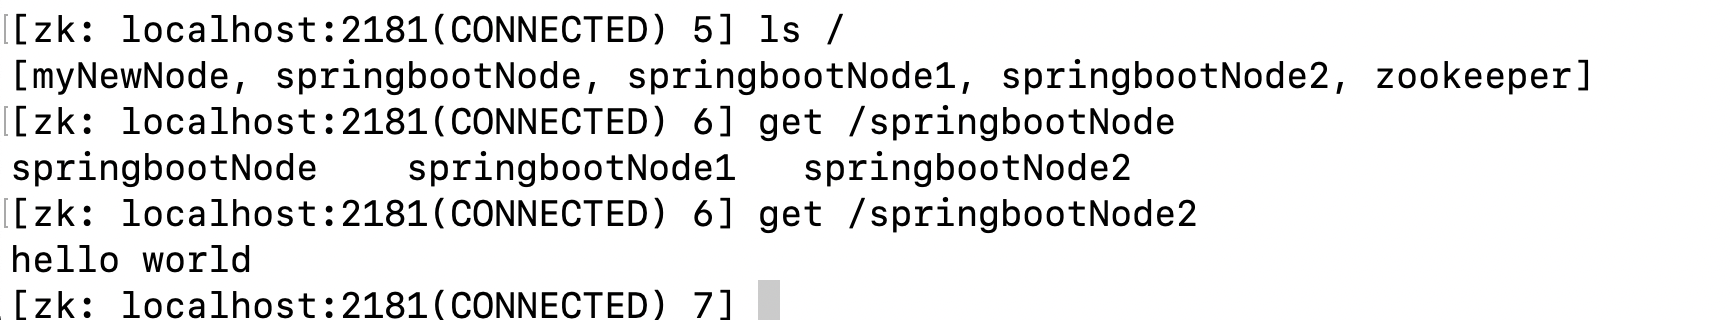 [zk: localhost:2181(CONNECTED) 5] ls /
[myNewNode, springbootNode, springbootNode1, springbootNode2, zookeeper]
[zk: localhost:2181(CONNECTED) 6] get /springbootNode
springbootNode    springbootNode1   springbootNode2
[zk: localhost:2181(CONNECTED) 6] get /springbootNode2
hello world
[zk: localhost:2181(CONNECTED) 7]